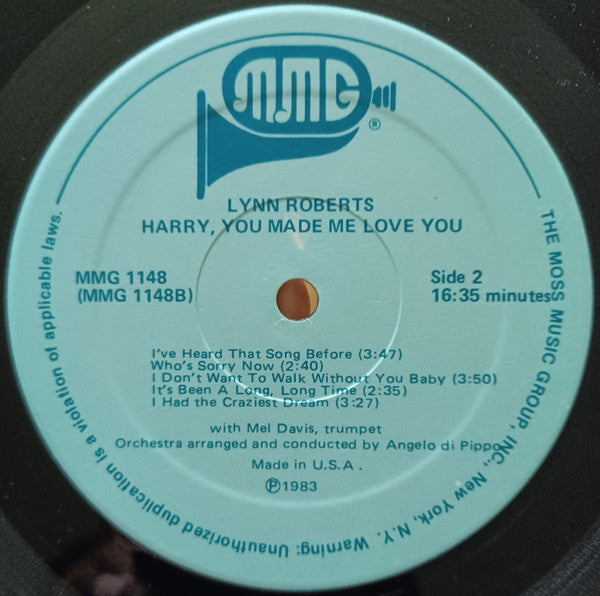 MMG
®
LYNN ROBERTS
HARRY, YOU MADE ME LOVE YOU
MMG 1148
(MMG 1148B)
Side 2
16:35 minutes
I've Heard That Song Before (3:47)
Who's Sorry Now (2:40)
I Don't Want To Walk Without You Baby (3:50)
It's Been A Long, Long Time (2:35)
I Had the Craziest Dream (3:27)
with Mel Davis, trumpet
Orchestra arranged and conducted by Angelo di Pippo
Made in U.S.A.
Ⓟ1983
THE MOSS MUSIC GROUP, INC., New York, N.Y. Warning: Unauthorized duplication is a violation of applicable laws.